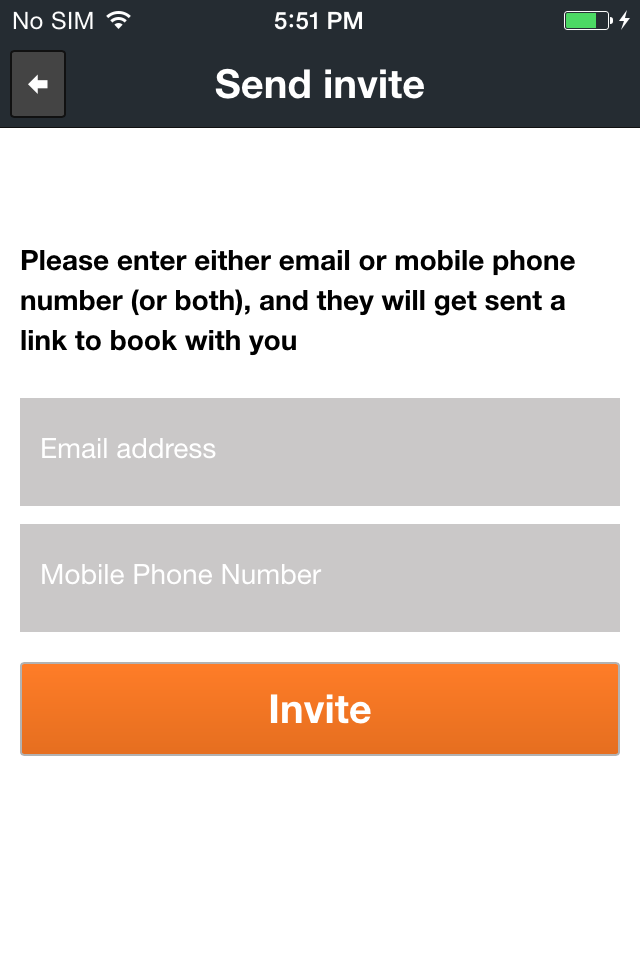 No SIM 5:51 PM
Send invite
Please enter either email or mobile phone
number (or both), and they will get sent a
link to book with you
Email address
Mobile Phone Number
Invite